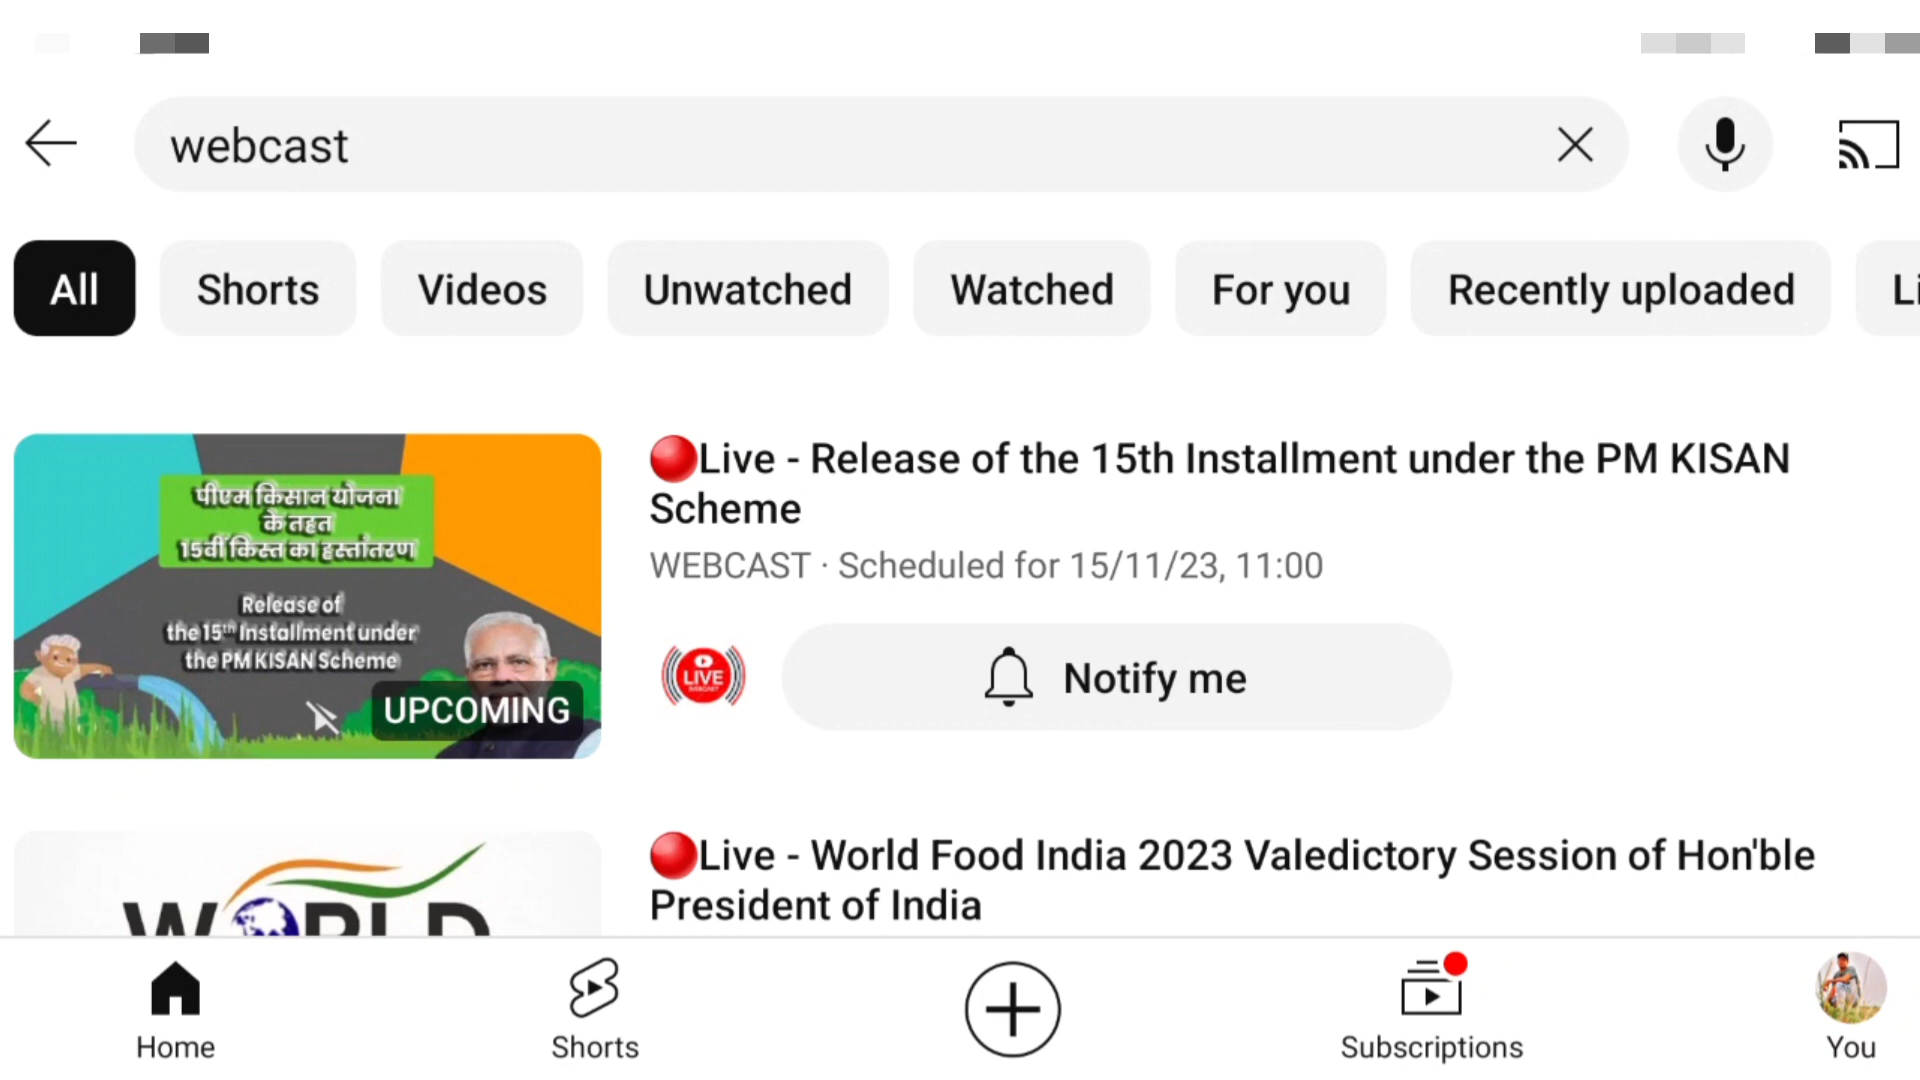 webcast
All
Shorts
Videos
Unwatched
Watched
For you
Recently uploaded
Li
पीएम किसान योजना
के तहत
15वीं किस्त का हस्तांतरण
Release of
the 15th Installment under
the PM KISAN Scheme
UPCOMING
Live - Release of the 15th Installment under the PM KISAN
Scheme
WEBCAST · Scheduled for 15/11/23, 11:00
LIVE
WEBCAST
Notify me
WORLD
Live - World Food India 2023 Valedictory Session of Hon'ble
President of India
Home
Shorts
Subscriptions
You